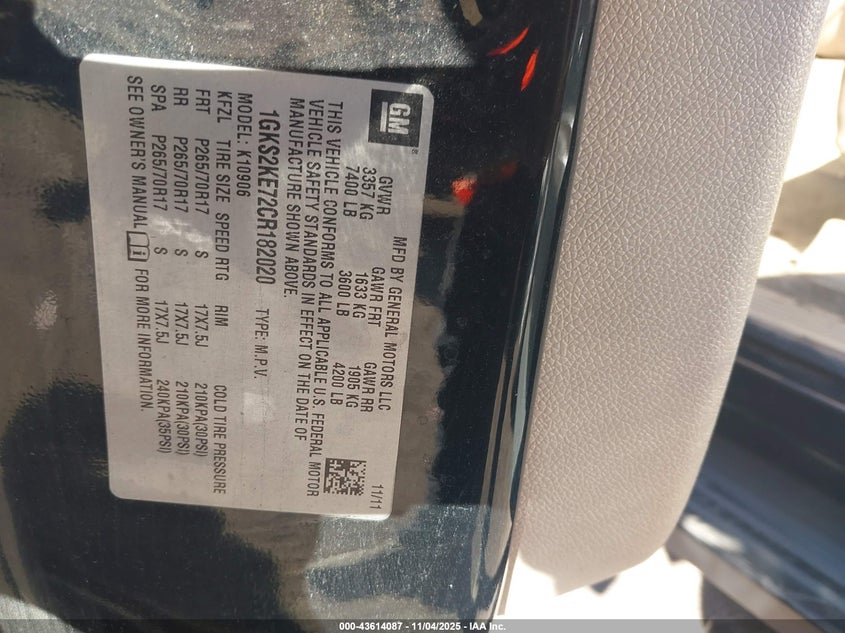 GM
MFD BY GENERAL MOTORS LLC
GVWR GAWR FRT GAWR RR
3357 KG 1633 KG 1905 KG
7400 LB 3600 LB 4200 LB
11/11
THIS VEHICLE CONFORMS TO ALL APPLICABLE U.S. FEDERAL MOTOR
VEHICLE SAFETY STANDARDS IN EFFECT ON THE DATE OF
MANUFACTURE SHOWN ABOVE.
1GKS2KE72CR182020 TYPE: M.P.V.
MODEL: K10906
KFZL TIRE SIZE SPEED RTG RIM COLD TIRE PRESSURE
FRT P265/70R17 S 17X7.5J 210KPA(30PSI)
RR P265/70R17 S 17X7.5J 210KPA(30PSI)
SPA P265/70R17 S 17X7.5J 240KPA(35PSI)
SEE OWNER'S MANUAL FOR MORE INFORMATION.
000-43614087 - 11/04/2025 - IAA Inc.